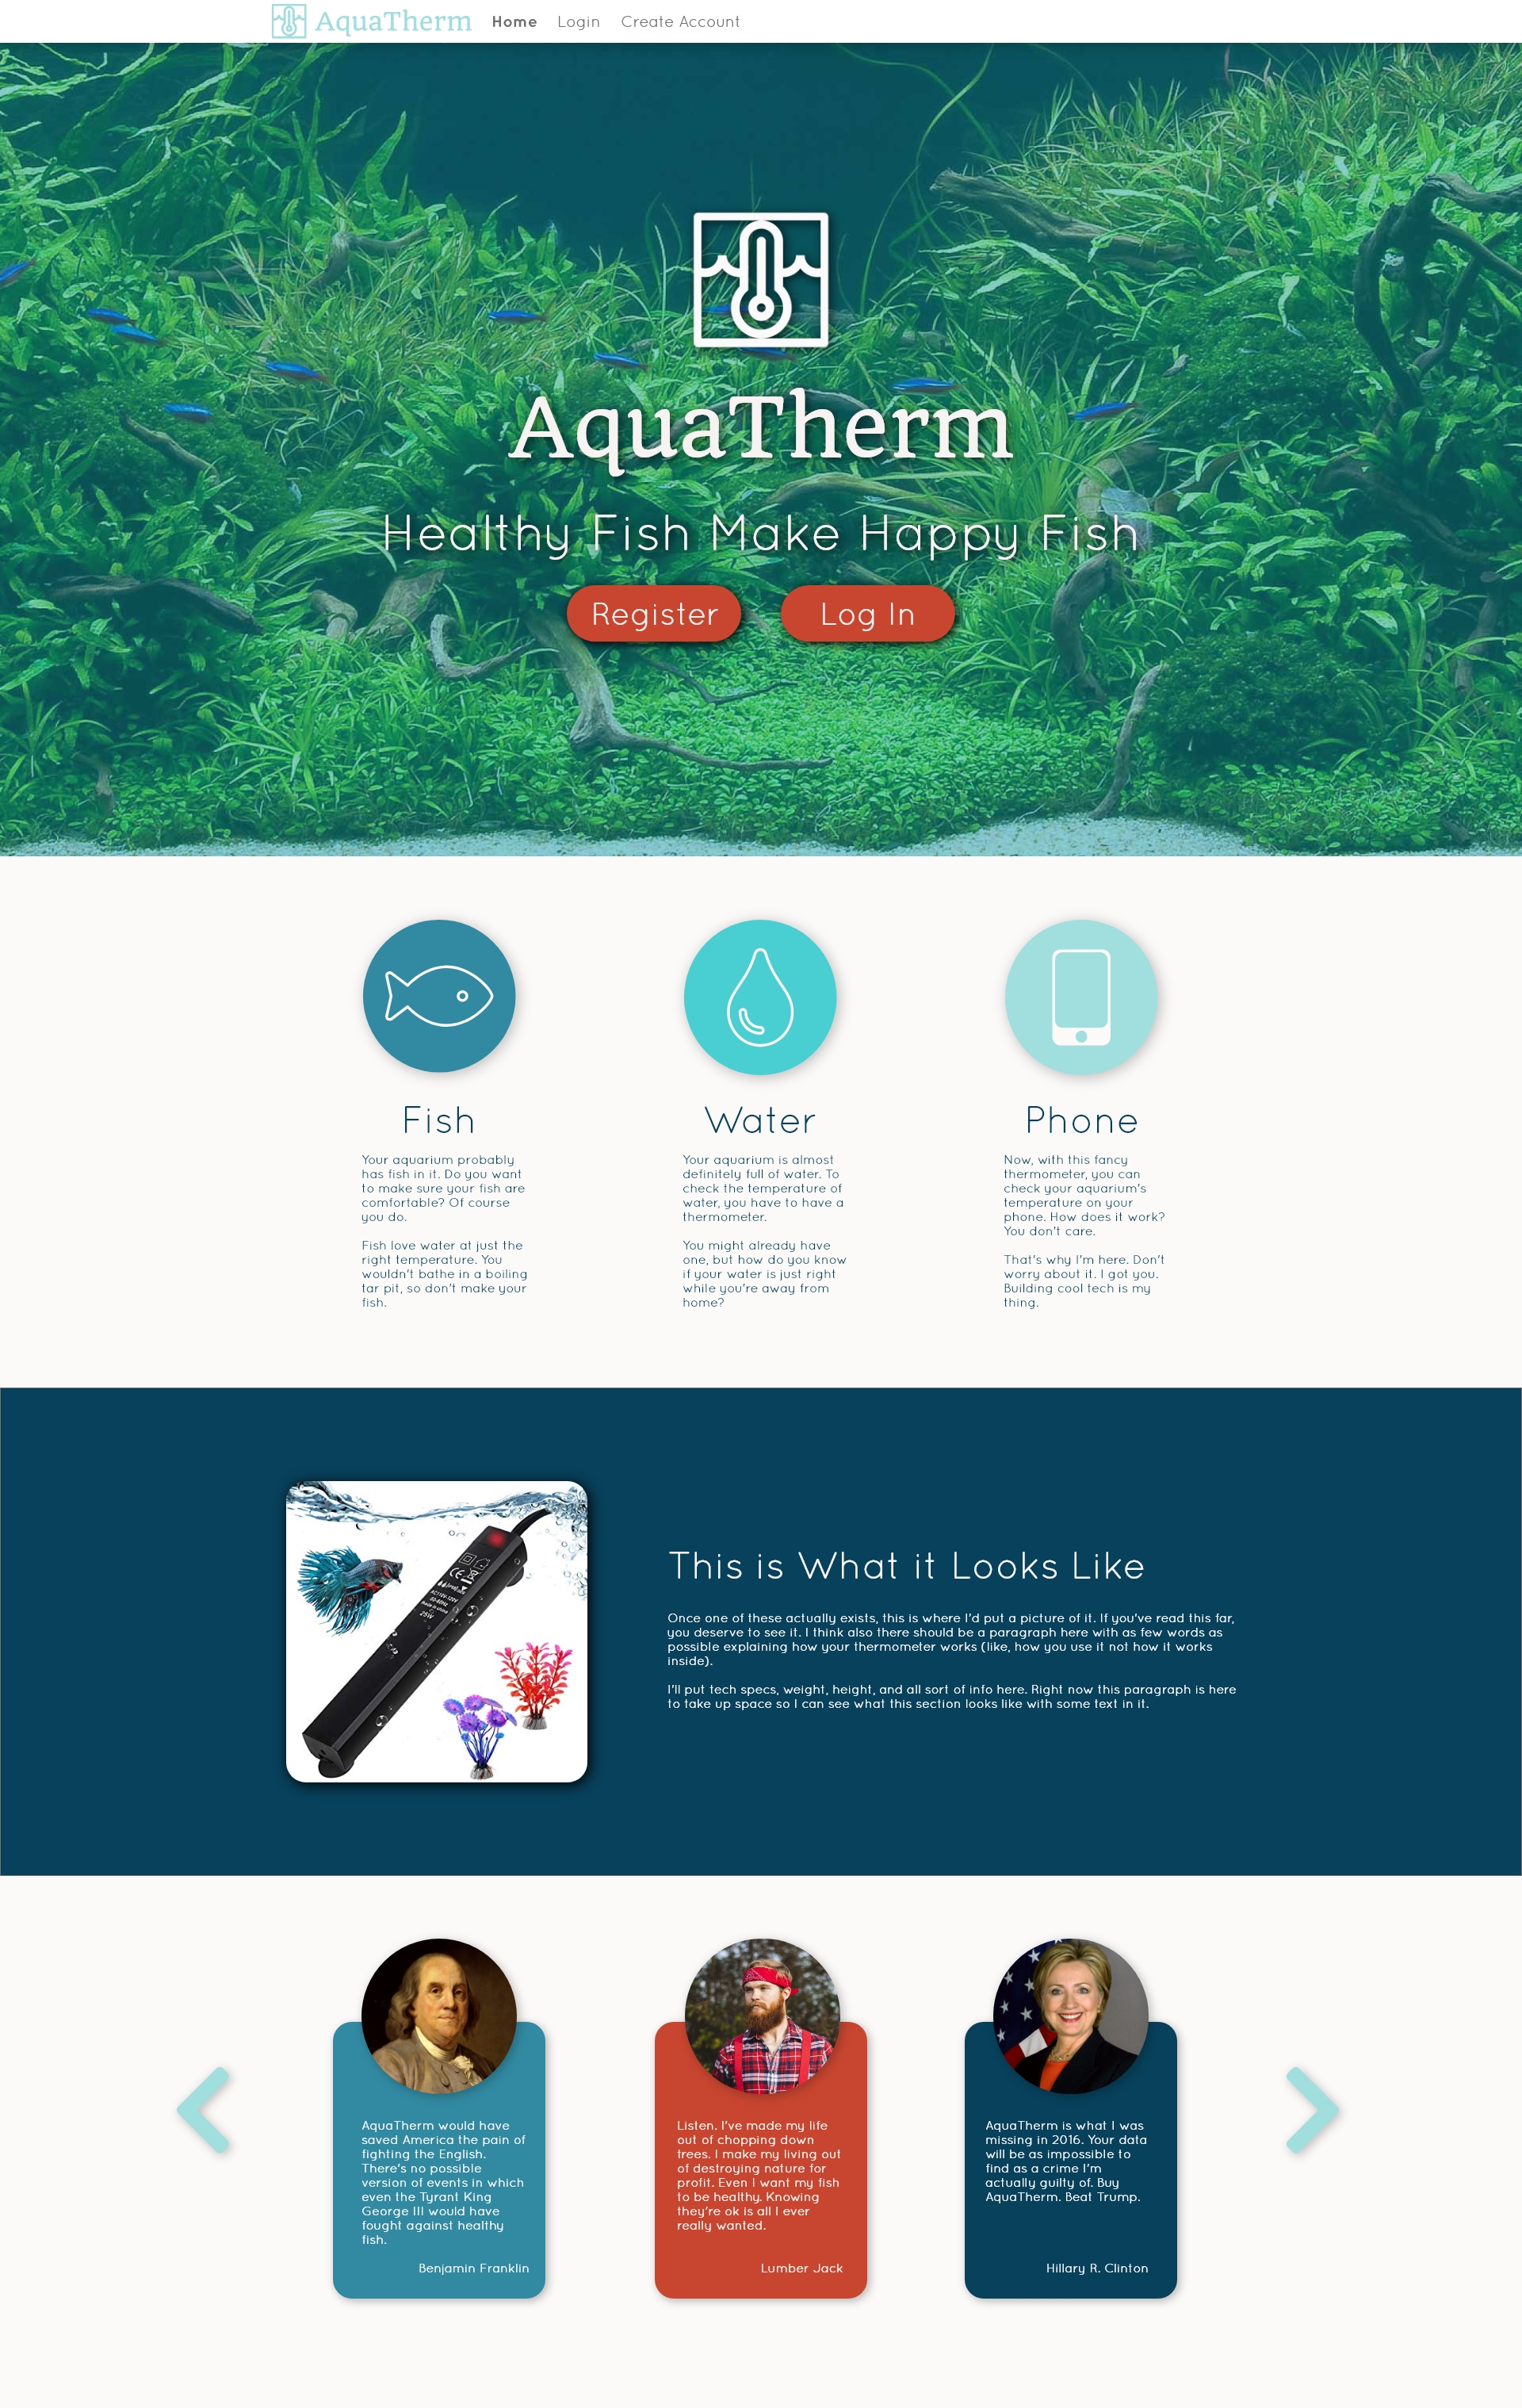 AquaTherm Home Login Create Account
AquaTherm
Healthy Fish Make Happy Fish
Register Log In
Fish
Your aquarium probably
has fish in it. Do you want
to make sure your fish are
comfortable? Of course
you do.
Fish love water at just the
right temperature. You
wouldn't bathe in a boiling
tar pit, so don't make your
fish.
Water
Your aquarium is almost
definitely full of water. To
check the temperature of
water, you have to have a
thermometer.
You might already have
one, but how do you know
if your water is just right
while you're away from
home?
Phone
Now, with this fancy
thermometer, you can
check your aquarium's
temperature on your
phone. How does it work?
You don't care.
That's why I'm here. Don't
worry about it. I got you.
Building cool tech is my
thing.
AC110V-120V
50-60Hz
made in china
25W
This is What it Looks Like
Once one of these actually exists, this is where I'd put a picture of it. If you've read this far,
you deserve to see it. I think also there should be a paragraph here with as few words as
possible explaining how your thermometer works (like, how you use it not how it works
inside).
I'll put tech specs, weight, height, and all sort of info here. Right now this paragraph is here
to take up space so I can see what this section looks like with some text in it.
AquaTherm would have
saved America the pain of
fighting the English.
There's no possible
version of events in which
even the Tyrant King
George III would have
fought against healthy
fish.
Benjamin Franklin
Listen. I've made my life
out of chopping down
trees. I make my living out
of destroying nature for
profit. Even I want my fish
to be healthy. Knowing
they're ok is all I ever
really wanted.
Lumber Jack
AquaTherm is what I was
missing in 2016. Your data
will be as impossible to
find as a crime I'm
actually guilty of. Buy
AquaTherm. Beat Trump.
Hillary R. Clinton